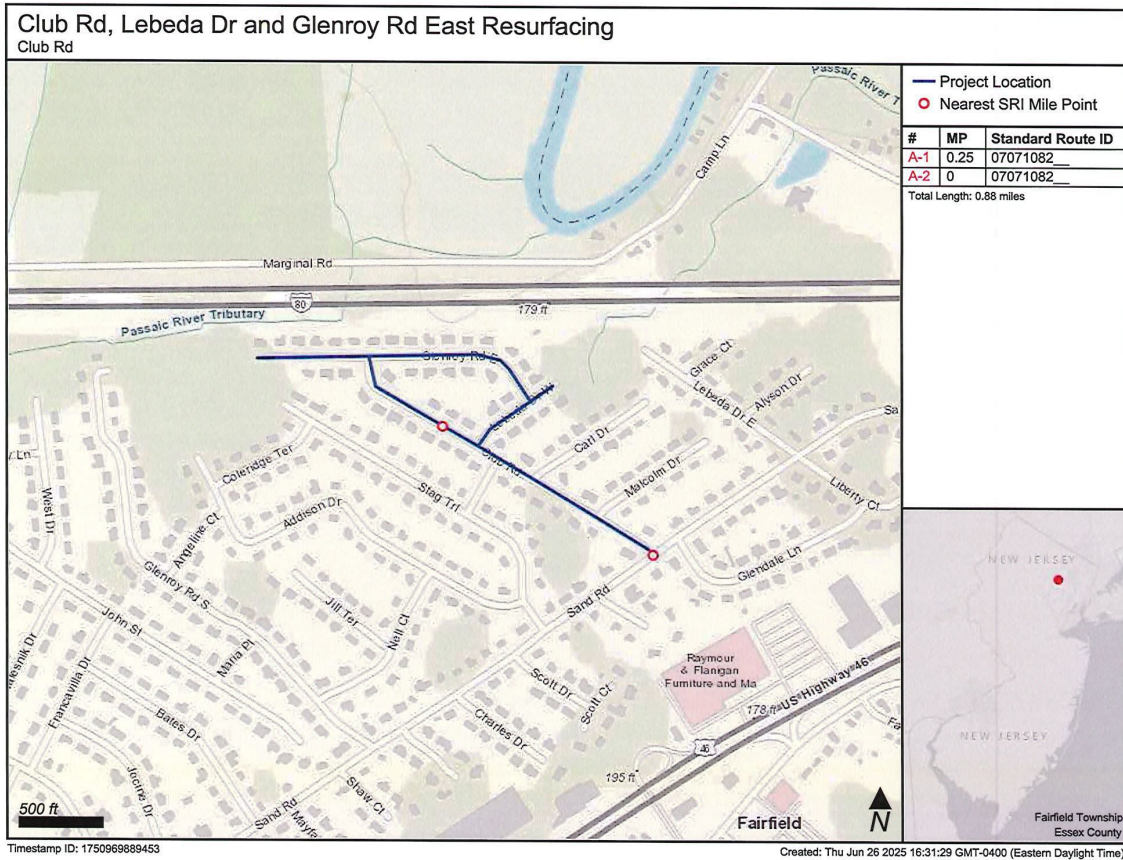 Club Rd, Lebeda Dr and Glenroy Rd East Resurfacing
Club Rd
Project Location
Nearest SRI Mile Point
# MP Standard Route ID
A-1 0.25 07071082__
A-2 0 07071082__
Total Length: 0.88 miles
Passaic River T
Camp Ln
Marginal Rd
80
179 ft
Passaic River Tributary
Glenroy Rd E
Grace Ct
Lebeda Dr W
Lebeda Dr E
Alyson Dr
Sa
Club Rd
Carl Dr
Coleridge Ter
Malcolm Dr
Stag Trl
Liberty Ct
West Dr
Addison Dr
Angeline Ct
Glendale Ln
Glenroy Rd S
Sand Rd
Jill Ter
Nell Ct
John St
Maria Pl
Raymour
& Flanigan
Furniture and Ma
Scott Dr
Scott Ct
Francavilla Dr
US Highway 46
178 ft
Bates Dr
Charles Dr
46
195 ft
Jocine Dr
Shaw Ct
Sand Rd
Fairfield
500 ft
N
NEW JERSEY
NEW JERSEY
Fairfield Township
Essex County
Timestamp ID: 1750969889453
Created: Thu Jun 26 2025 16:31:29 GMT-0400 (Eastern Daylight Time)